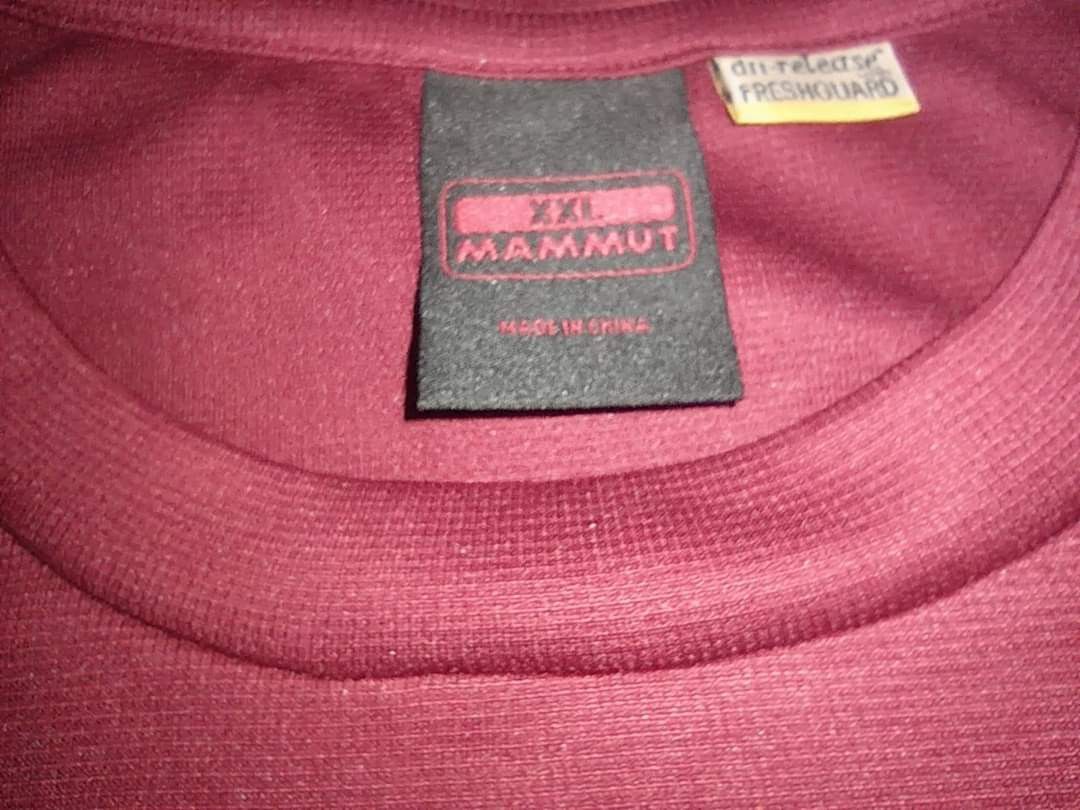 XXL
MAMMUT
MADE IN CHINA
dri-release
FRESHGUARD